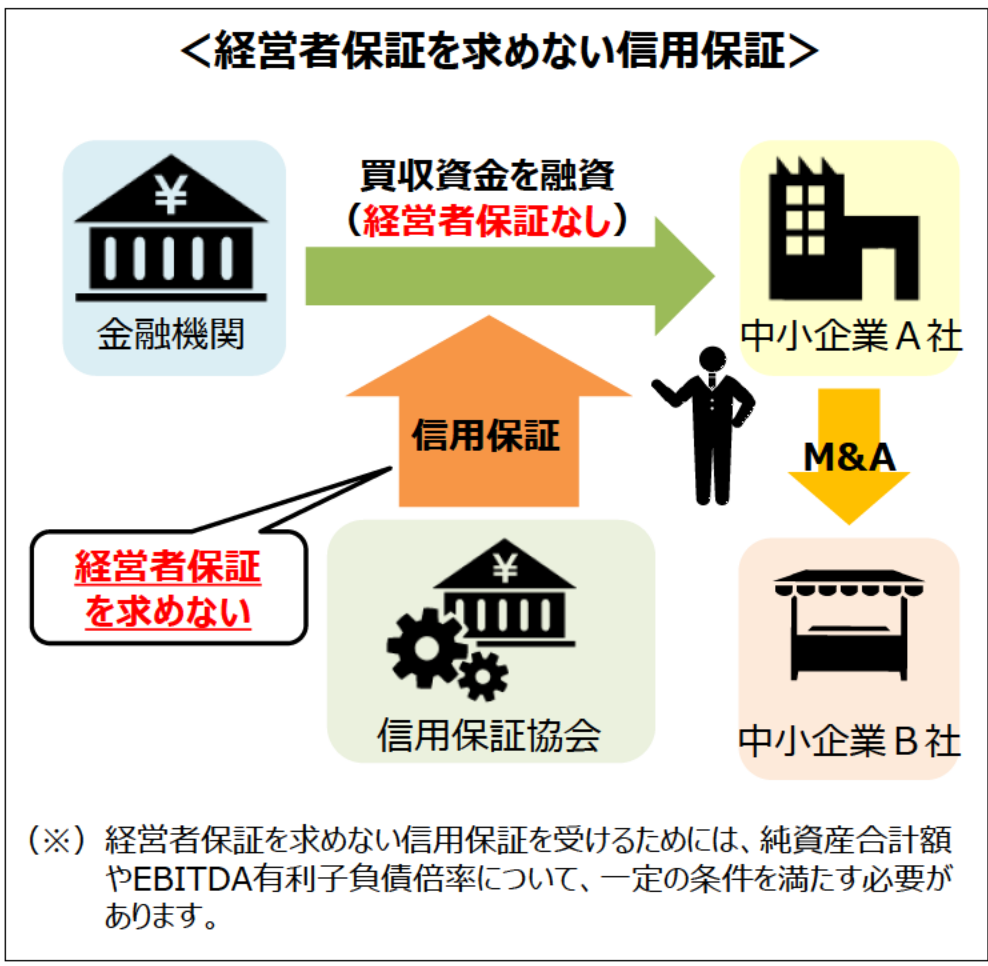 ＜経営者保証を求めない信用保証＞
買収資金を融資
（経営者保証なし）
¥
金融機関
中小企業Ａ社
信用保証
M&A
経営者保証
を求めない
¥
信用保証協会
中小企業Ｂ社
（※）経営者保証を求めない信用保証を受けるためには、純資産合計額
やEBITDA有利子負債倍率について、一定の条件を満たす必要が
あります。